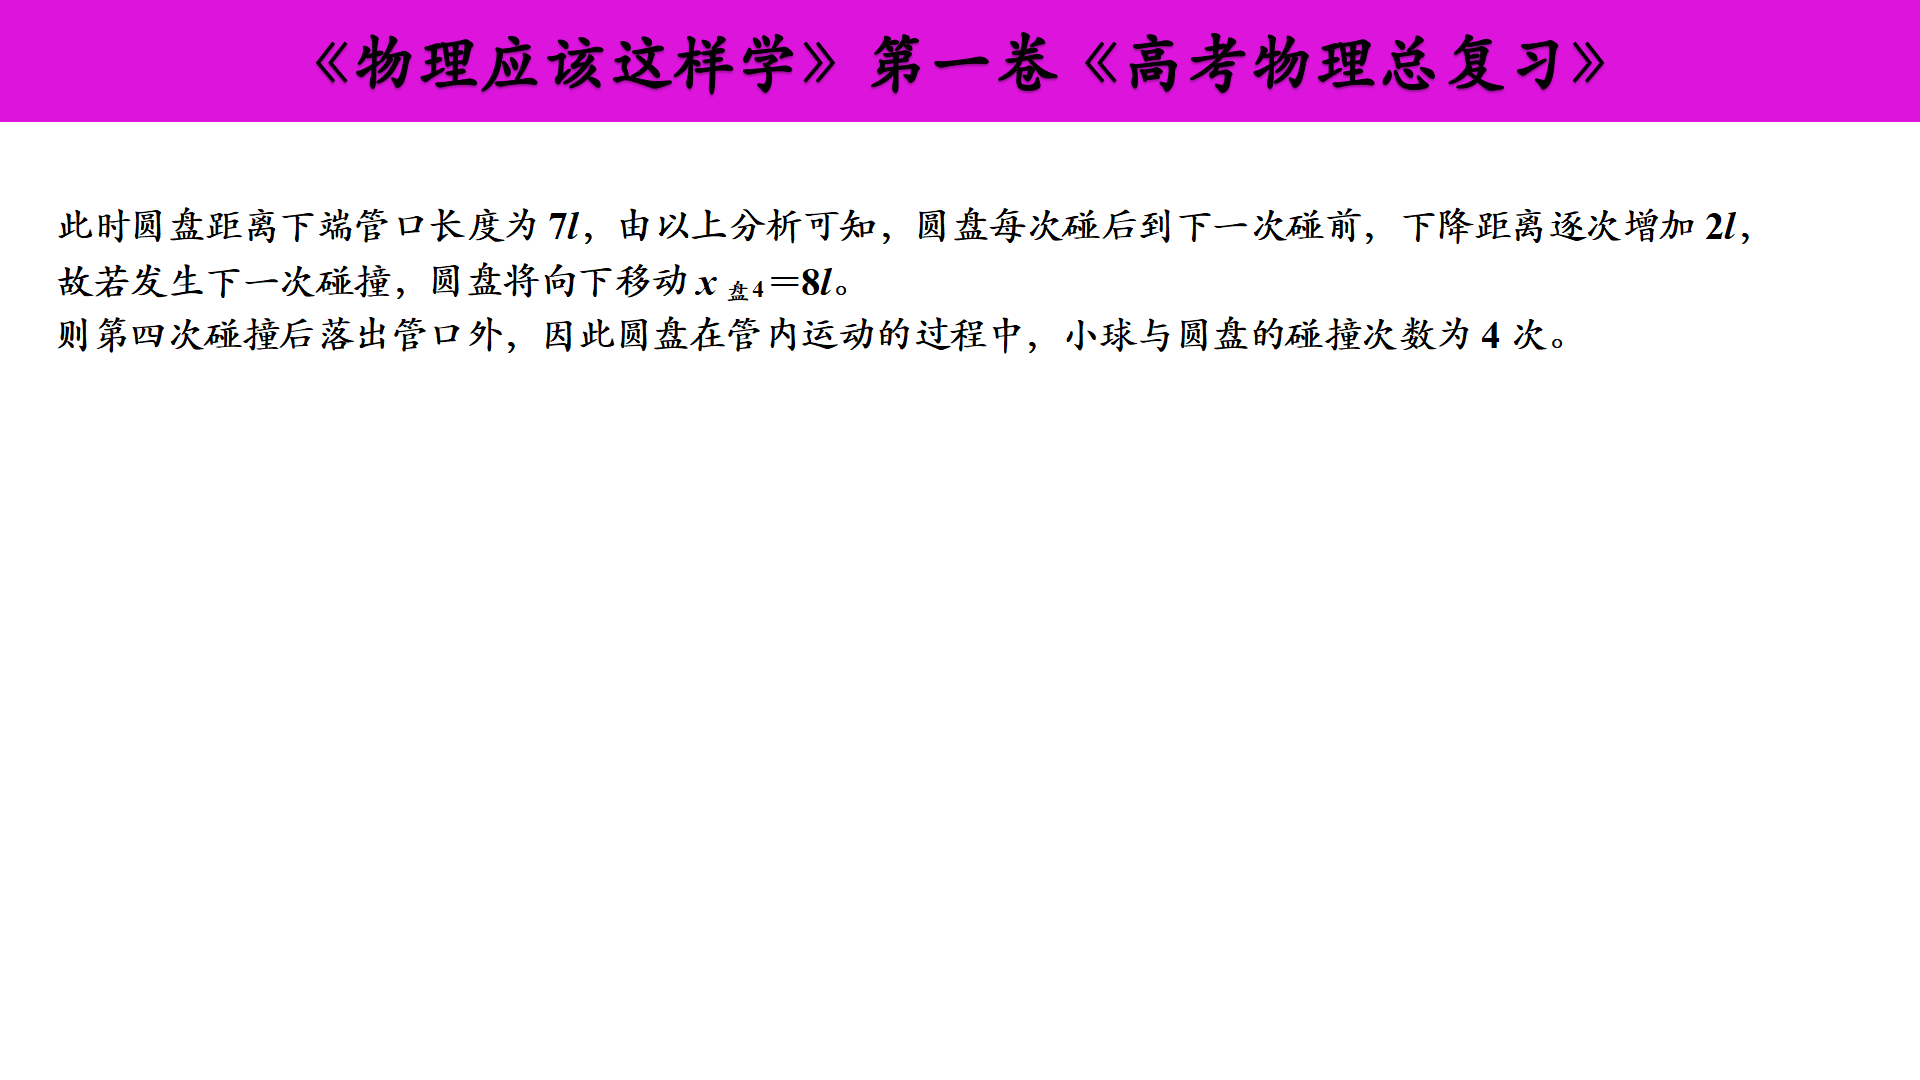 《物理应该这样学》第一卷《高考物理总复习》
此时圆盘距离下端管口长度为 7l，由以上分析可知，圆盘每次碰后到下一次碰前，下降距离逐次增加 2l，
故若发生下一次碰撞，圆盘将向下移动 x 盘4＝8l。
则第四次碰撞后落出管口外，因此圆盘在管内运动的过程中，小球与圆盘的碰撞次数为 4 次。